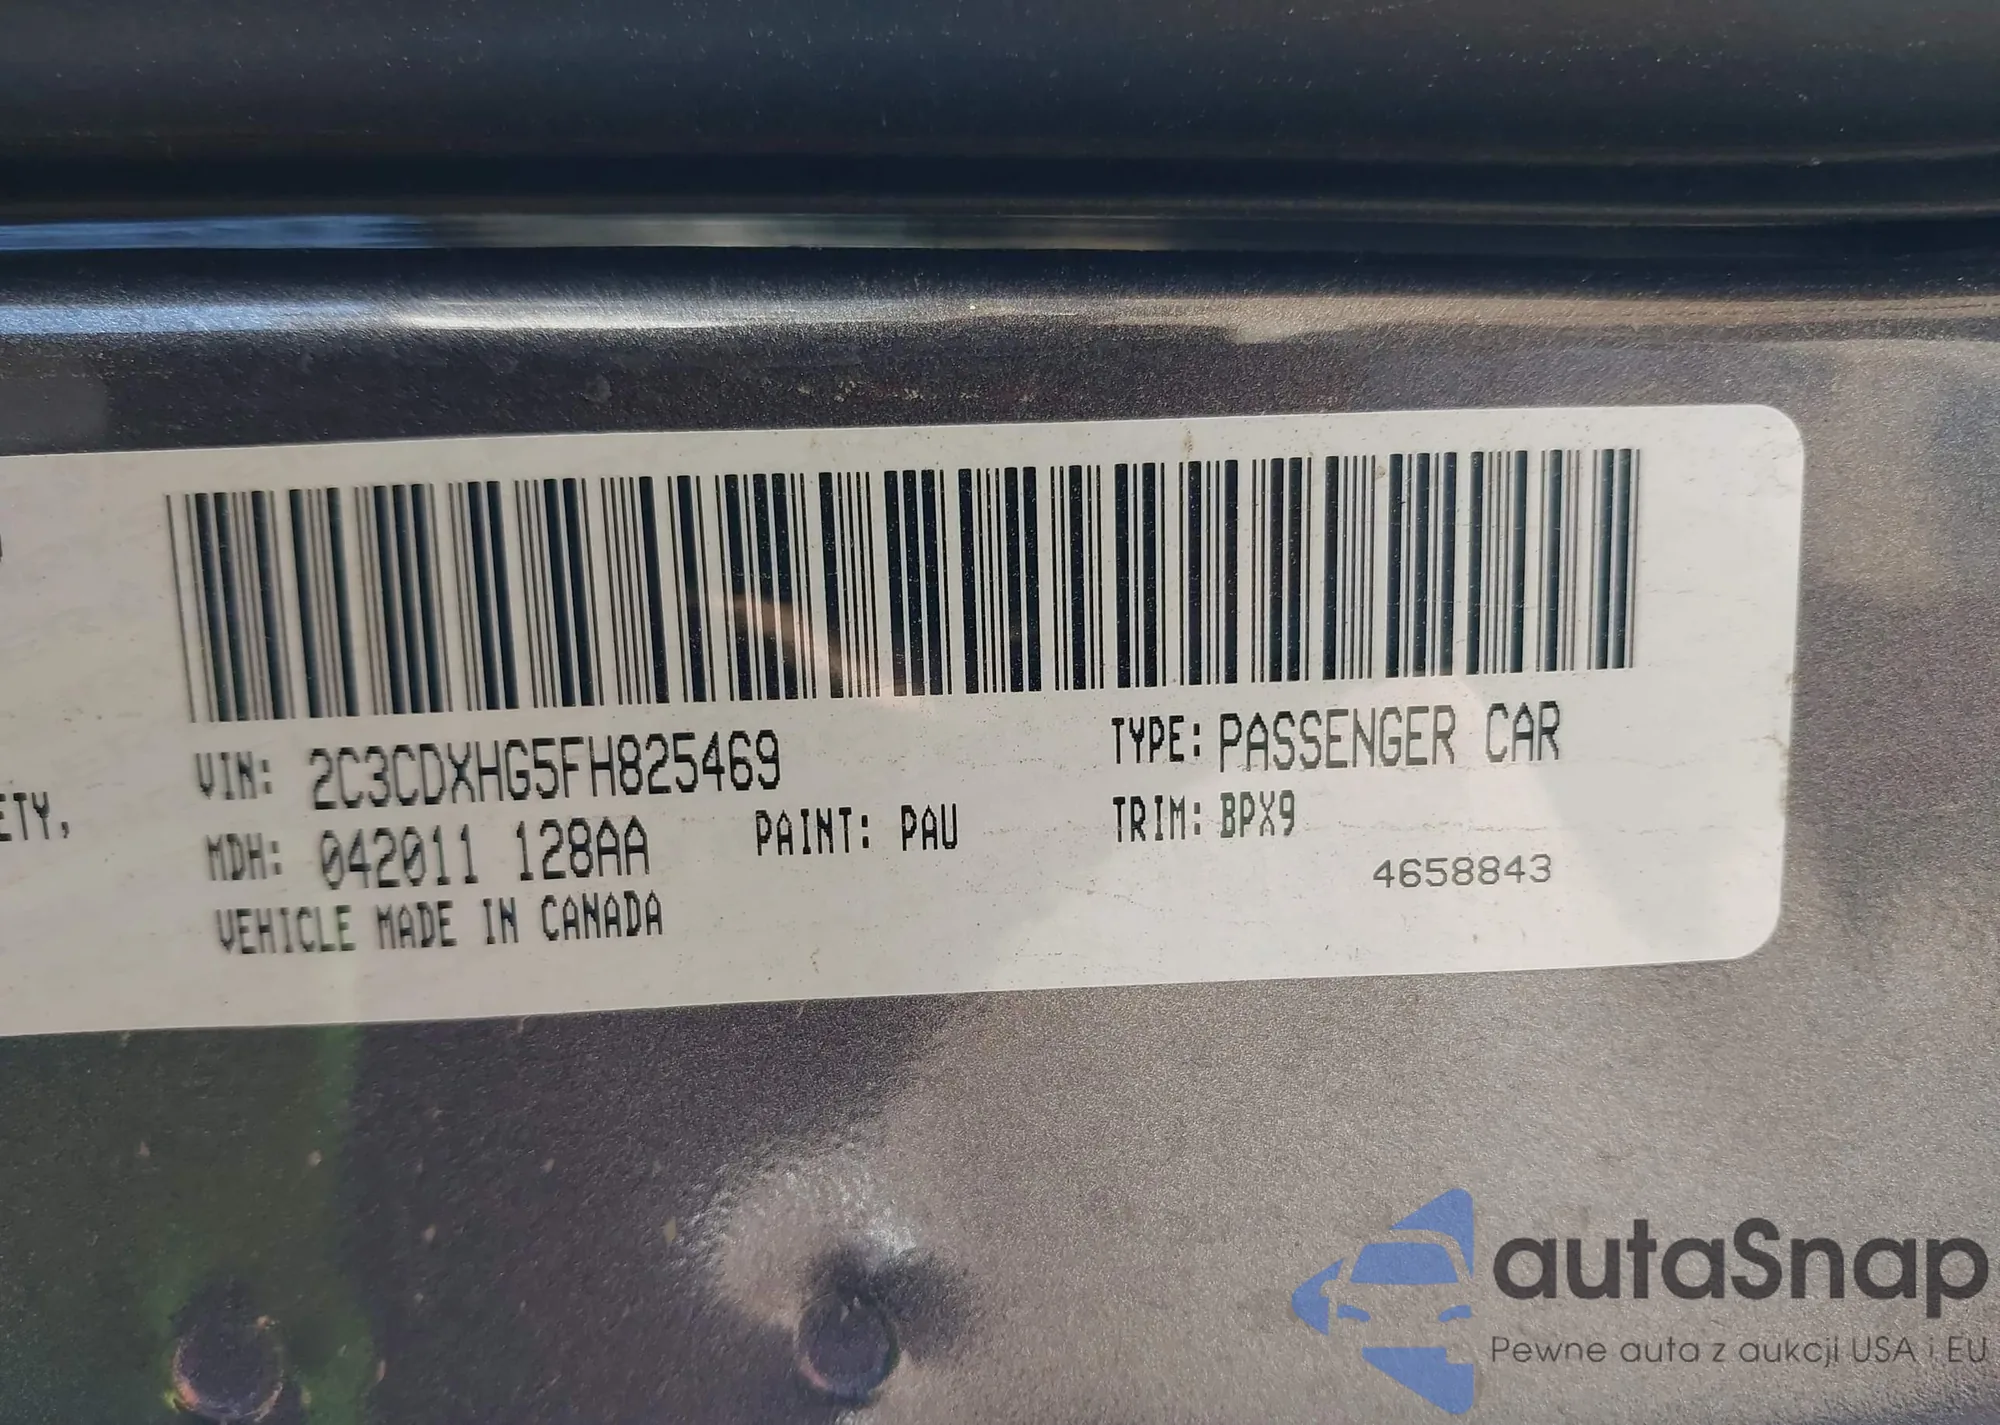 ETY,
VIN: 2C3CDXHG5FH825469
TYPE: PASSENGER CAR
MDH: 042011 128AA
PAINT: PAU
TRIM: BPX9
VEHICLE MADE IN CANADA
4658843
autaSnap
Pewne auta z aukcji USA i EU